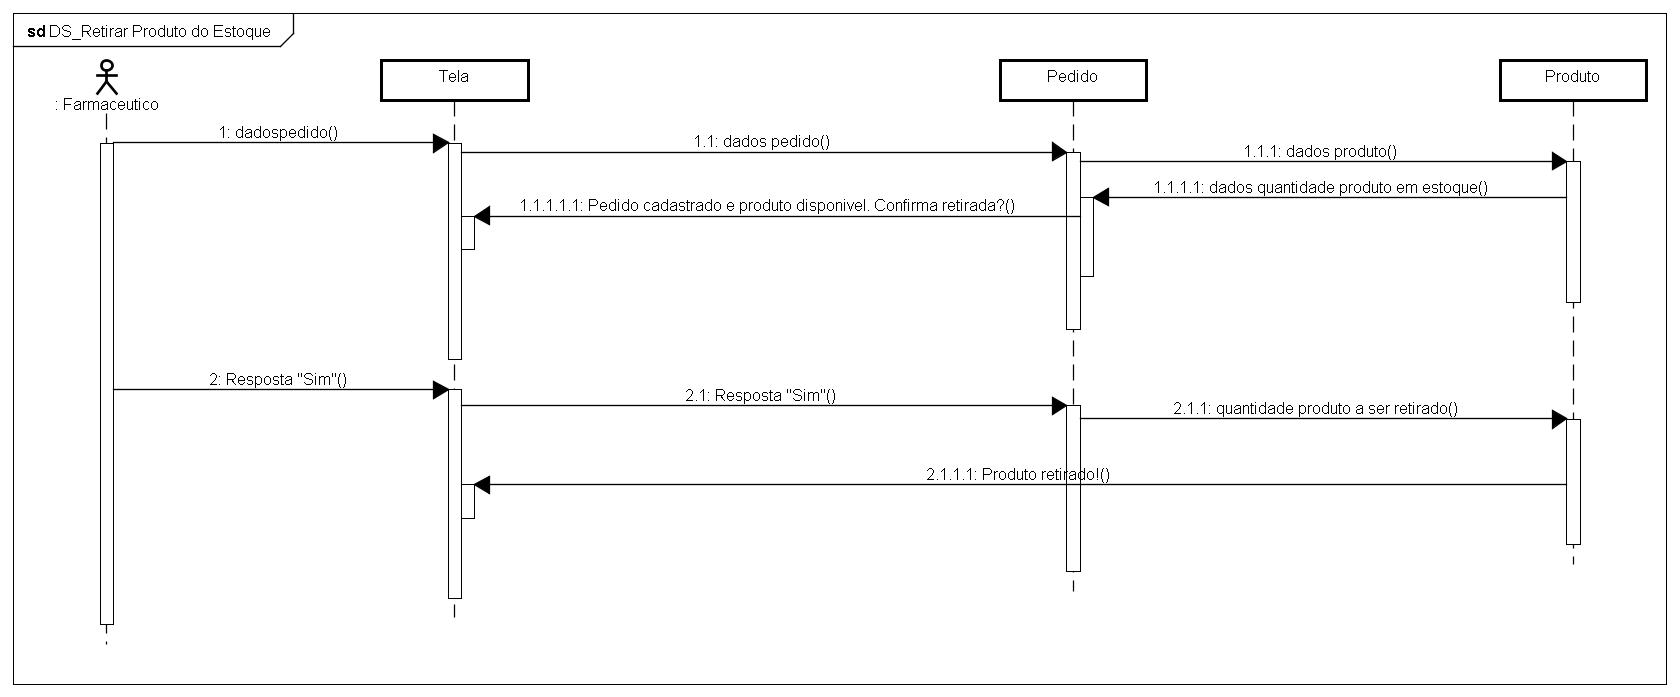 sd DS_Retirar Produto do Estoque
: Farmaceutico
Tela
Pedido
Produto
1: dadospedido()
1.1: dados pedido()
1.1.1: dados produto()
1.1.1.1: dados quantidade produto em estoque()
1.1.1.1.1: Pedido cadastrado e produto disponivel. Confirma retirada?()
2: Resposta "Sim"()
2.1: Resposta "Sim"()
2.1.1: quantidade produto a ser retirado()
2.1.1.1: Produto retirado!()